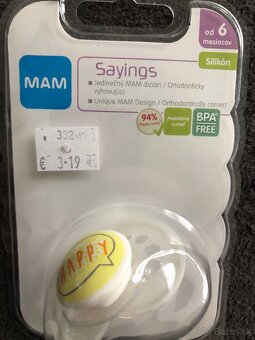 MAM
Sayings
od 6
mesiacov
Silikón
• Jedinečný MAM dizajn / Ortodonticky
vyhovujúci
• Unique MAM Design / Orthodontically correct
94%
BPA
FREE
€ 3.19 €
HAPPY